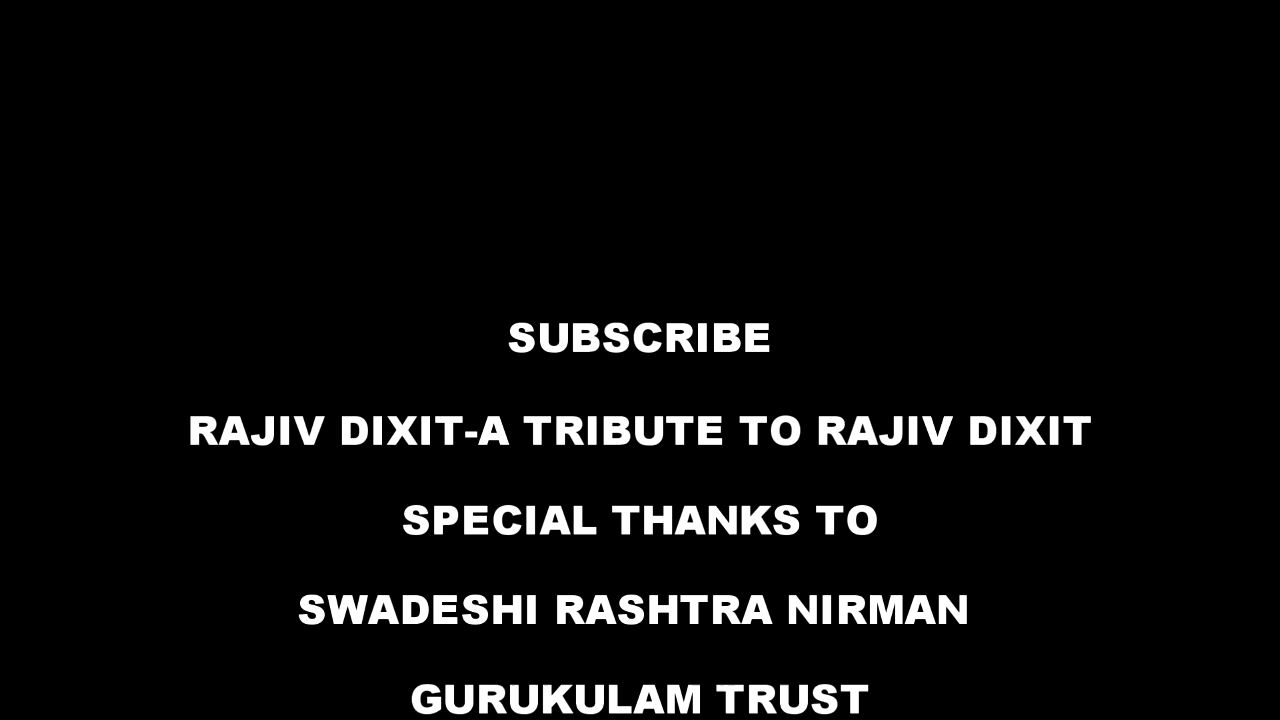 SUBSCRIBE
RAJIV DIXIT-A TRIBUTE TO RAJIV DIXIT
SPECIAL THANKS TO
SWADESHI RASHTRA NIRMAN
GURUKULAM TRUST